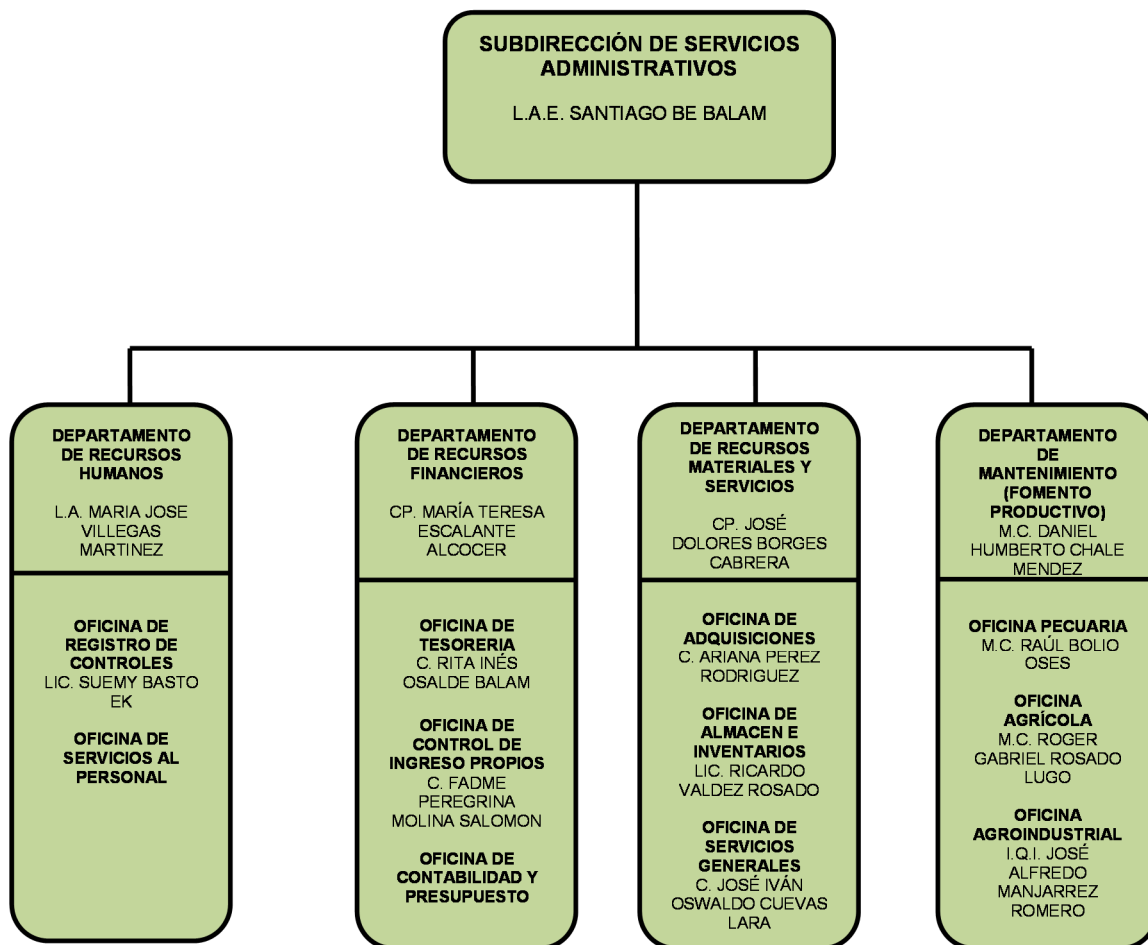 SUBDIRECCIÓN DE SERVICIOS
ADMINISTRATIVOS
L.A.E. SANTIAGO BE BALAM
DEPARTAMENTO
DE RECURSOS
HUMANOS
L.A. MARIA JOSE
VILLEGAS
MARTINEZ
OFICINA DE
REGISTRO DE
CONTROLES
LIC. SUEMY BASTO
EK
OFICINA DE
SERVICIOS AL
PERSONAL
DEPARTAMENTO
DE RECURSOS
FINANCIEROS
CP. MARÍA TERESA
ESCALANTE
ALCOCER
OFICINA DE
TESORERIA
C. RITA INÉS
OSALDE BALAM
OFICINA DE
CONTROL DE
INGRESO PROPIOS
C. FADME
PEREGRINA
MOLINA SALOMON
OFICINA DE
CONTABILIDAD Y
PRESUPUESTO
DEPARTAMENTO
DE RECURSOS
MATERIALES Y
SERVICIOS
CP. JOSÉ
DOLORES BORGES
CABRERA
OFICINA DE
ADQUISICIONES
C. ARIANA PEREZ
RODRIGUEZ
OFICINA DE
ALMACEN E
INVENTARIOS
LIC. RICARDO
VALDEZ ROSADO
OFICINA DE
SERVICIOS
GENERALES
C. JOSÉ IVÁN
OSWALDO CUEVAS
LARA
DEPARTAMENTO
DE
MANTENIMIENTO
(FOMENTO
PRODUCTIVO)
M.C. DANIEL
HUMBERTO CHALE
MENDEZ
OFICINA PECUARIA
M.C. RAÚL BOLIO
OSES
OFICINA
AGRÍCOLA
M.C. ROGER
GABRIEL ROSADO
LUGO
OFICINA
AGROINDUSTRIAL
I.Q.I. JOSÉ
ALFREDO
MANJARREZ
ROMERO